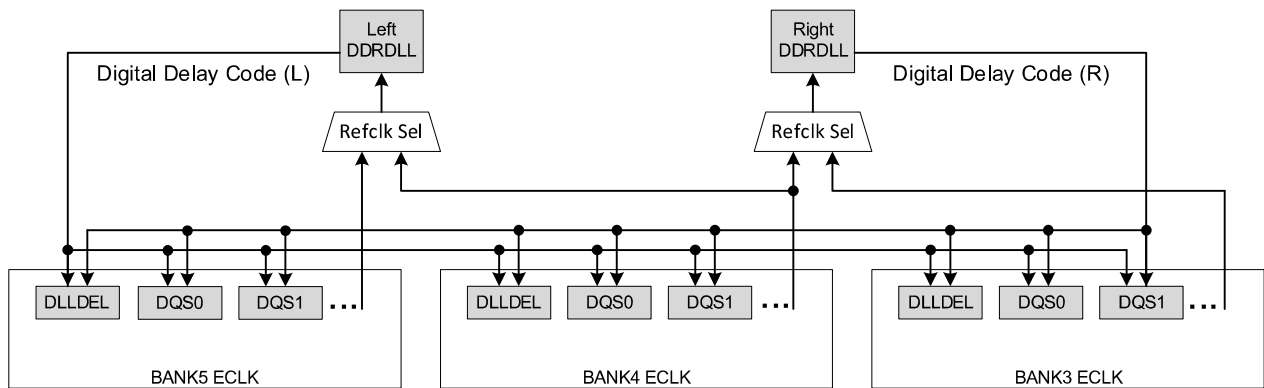 Left
DDRDLL
Right
DDRDLL
Digital Delay Code (L)
Digital Delay Code (R)
Refclk Sel
Refclk Sel
DLLDEL
DQS0
DQS1
...
DLLDEL
DQS0
DQS1
...
DLLDEL
DQS0
DQS1
...
BANK5 ECLK
BANK4 ECLK
BANK3 ECLK